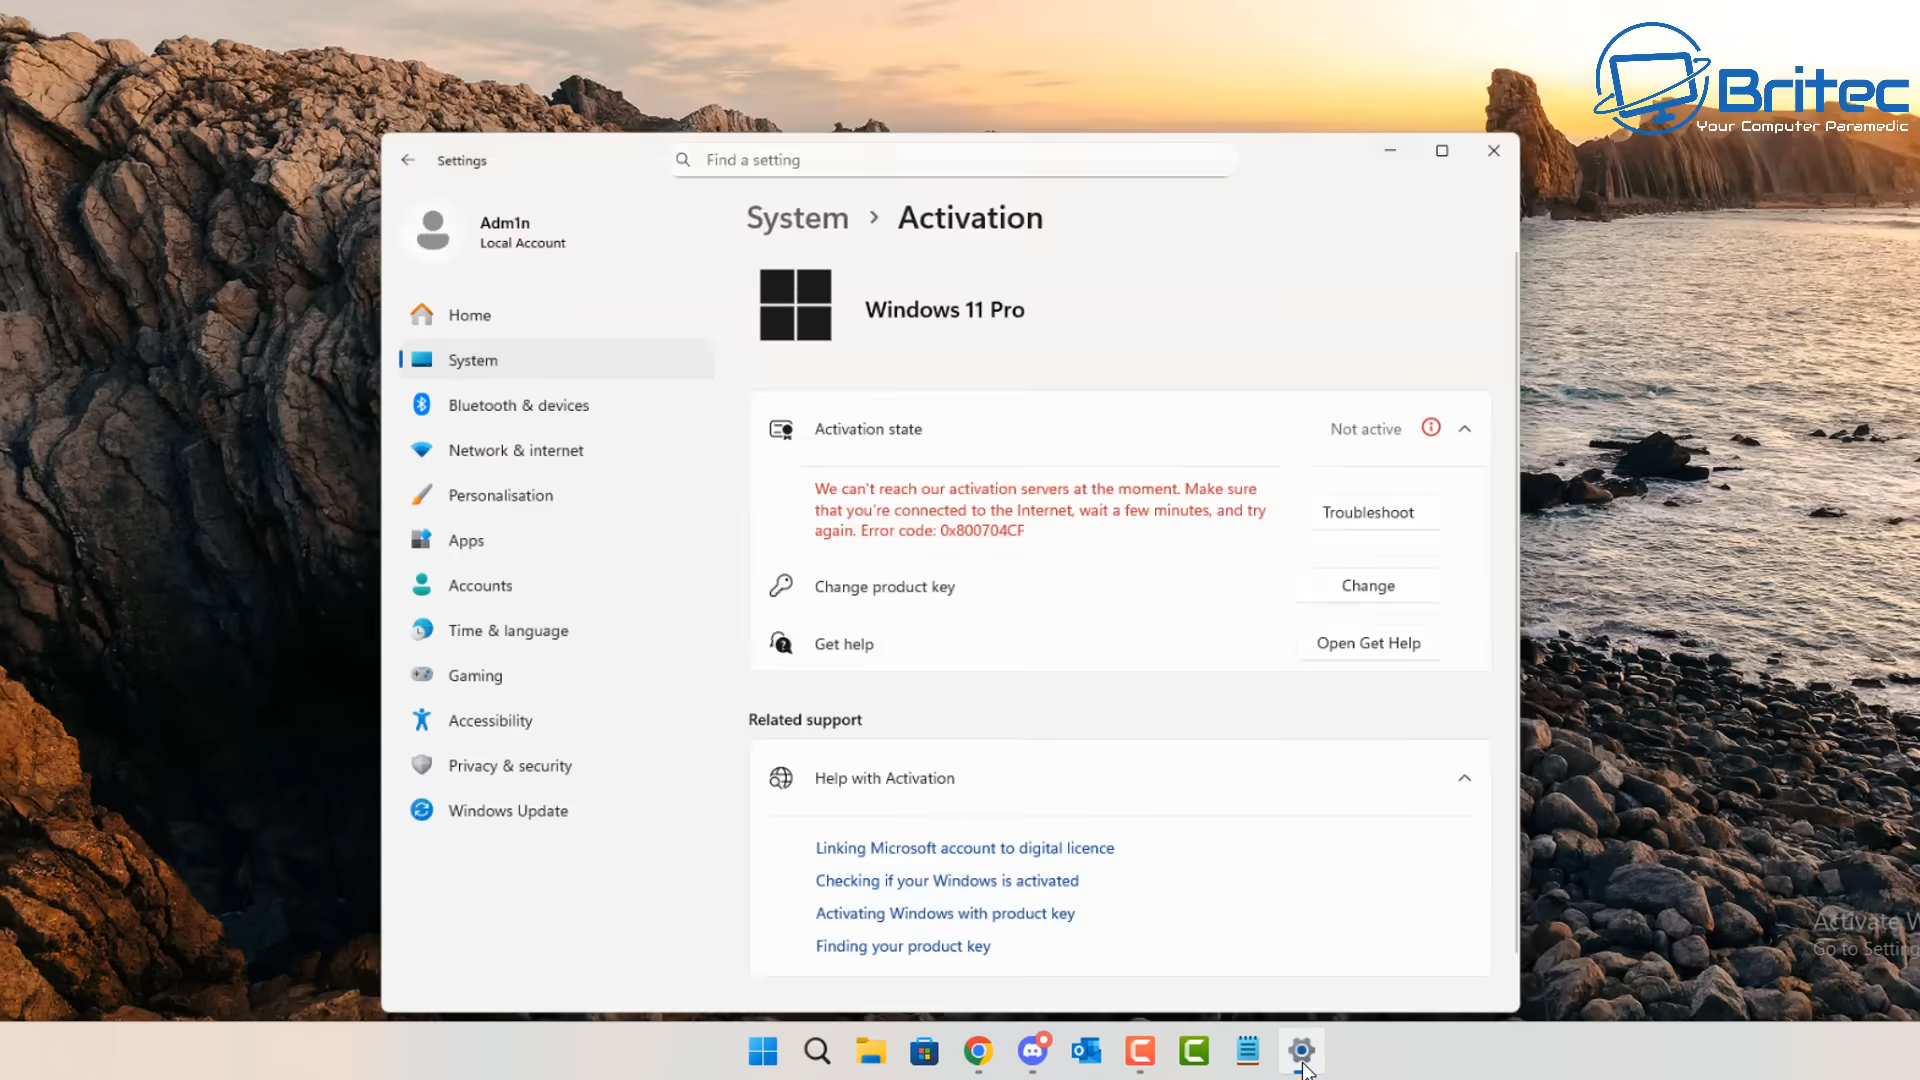 Britec
Your Computer Paramedic
Settings
Find a setting
Adm1n
Local Account
System › Activation
Windows 11 Pro
Home
System
Bluetooth & devices
Network & internet
Personalisation
Apps
Accounts
Time & language
Gaming
Accessibility
Privacy & security
Windows Update
Activation state
Not active
We can't reach our activation servers at the moment. Make sure
that you're connected to the Internet, wait a few minutes, and try
again. Error code: 0x800704CF
Troubleshoot
Change product key
Change
Get help
Open Get Help
Related support
Help with Activation
Linking Microsoft account to digital licence
Checking if your Windows is activated
Activating Windows with product key
Finding your product key
Activate W
Go to Setting